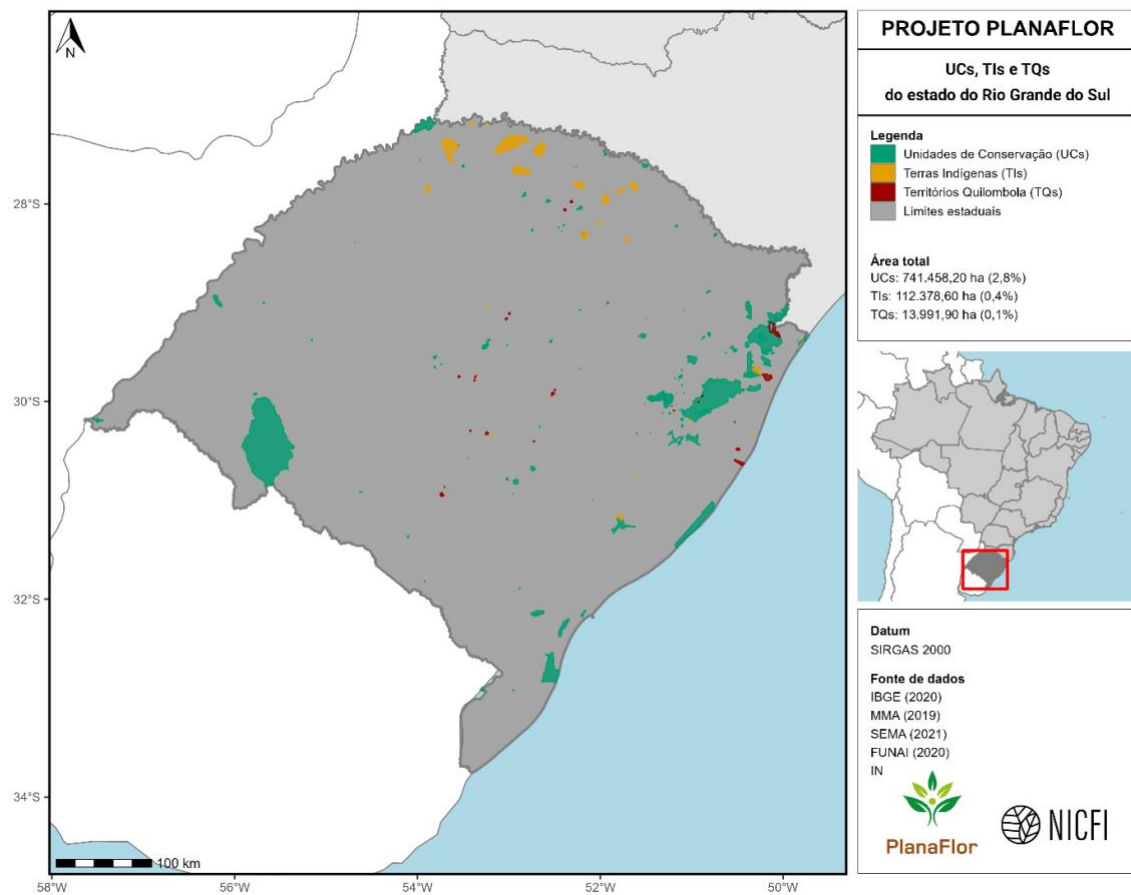 N
28°S
30°S
32°S
34°S
100 km
58°W
56°W
54°W
52°W
50°W
PROJETO PLANAFLOR
UCs, TIs e TQs
do estado do Rio Grande do Sul
Legenda
Unidades de Conservação (UCs)
Terras Indígenas (TIs)
Territórios Quilombola (TQs)
Limites estaduais
Área total
UCs: 741.458,20 ha (2,8%)
TIs: 112.378,60 ha (0,4%)
TQs: 13.991,90 ha (0,1%)
Datum
SIRGAS 2000
Fonte de dados
IBGE (2020)
MMA (2019)
SEMA (2021)
FUNAI (2020)
IN
PlanaFlor
NICFI